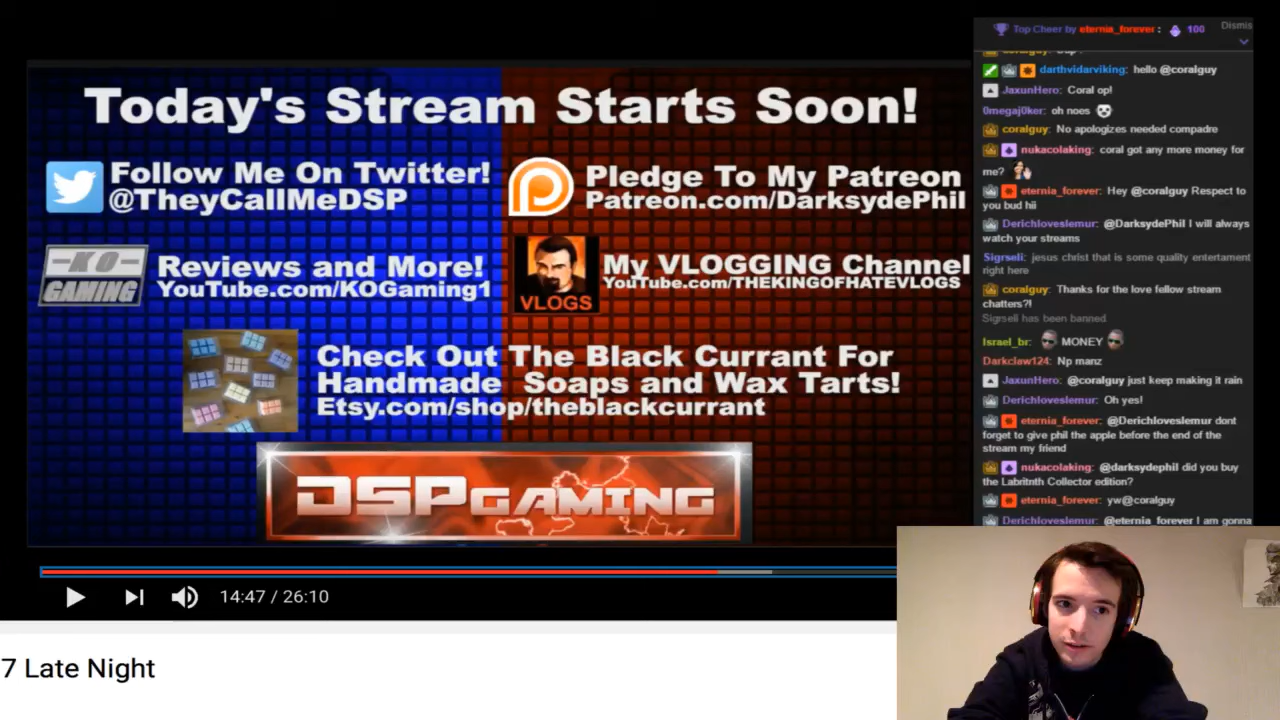 Top Cheer by eternia_forever : 100
Dismis
Today's Stream Starts Soon!
Follow Me On Twitter!
@TheyCallMeDSP
Pledge To My Patreon
Patreon.com/DarksydePhil
-KO-
GAMING
Reviews and More!
YouTube.com/KOGaming1
VLOGS
My VLOGGING Channel
YouTube.com/THEKINGOFHATEVLOGS
Check Out The Black Currant For
Handmade Soaps and Wax Tarts!
Etsy.com/shop/theblackcurrant
DSPGAMING
darthvidarviking: hello @coralguy
JaxunHero: Coral op!
0megaj0ker: oh noes
coralguy: No apologizes needed compadre
nukacolaking: coral got any more money for
me?
eternia_forever: Hey @coralguy Respect to
you bud hii
Derichloveslemur: @DarksydePhil I will always
watch your streams
Sigrseli: jesus christ that is some quality entertament
right here
coralguy: Thanks for the love fellow stream
chatters?!
Sigrsell has been banned.
Israel_br: MONEY
Darkclaw124: Np manz
JaxunHero: @coralguy just keep making it rain
Derichloveslemur: Oh yes!
eternia_forever: @Derichloveslemur dont
forget to give phil the apple before the end of the
stream my friend
nukacolaking: @darksydephil did you buy
the Labritnth Collector edition?
eternia_forever: yw@coralguy
Derichloveslemur: @eternia_forever I am gonna
14:47 / 26:10
7 Late Night